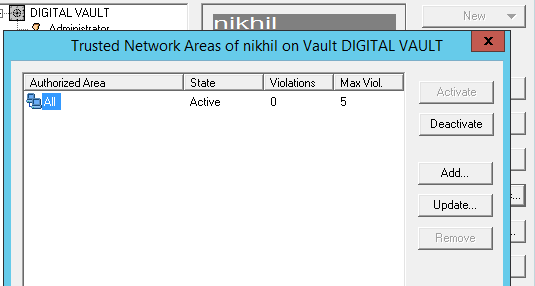 DIGITAL VAULT
Administrator
nikhil
New
Trusted Network Areas of nikhil on Vault DIGITAL VAULT
x
Authorized Area State Violations Max Viol.
All Active 0 5
Activate
Deactivate
Add...
Update...
Remove